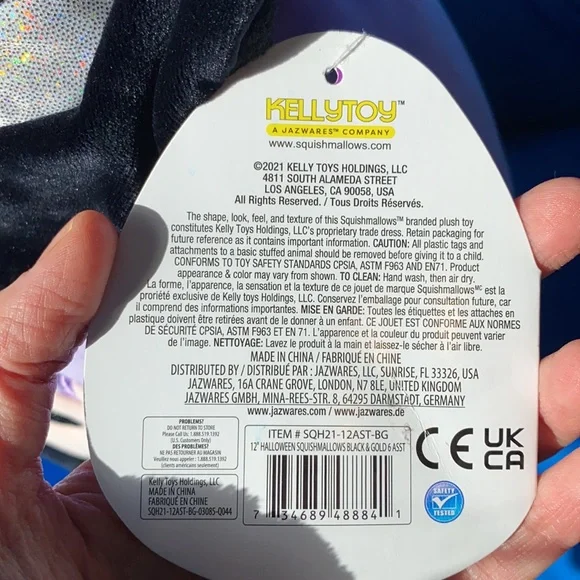 KELLYTOY™
A JAZWARES™ COMPANY
www.squishmallows.com
©2021 KELLY TOYS HOLDINGS, LLC
4811 SOUTH ALAMEDA STREET
LOS ANGELES, CA 90058, USA
All Rights Reserved. / Tous Droits Réservés.
The shape, look, feel, and texture of this Squishmallows™ branded plush toy
constitutes Kelly Toys Holdings, LLC's proprietary trade dress. Retain packaging for
future reference as it contains important information. CAUTION: All plastic tags and
attachments to a basic stuffed animal should be removed before giving it to a child.
CONFORMS TO TOY SAFETY STANDARDS CPSIA, ASTM F963 AND EN71. Product
appearance & color may vary from shown. TO CLEAN: Hand wash, then air dry.
La forme, l'apparence, la sensation et la texture de ce jouet de marque Squishmallowsᴹᶜ est la
propriété exclusive de Kelly toys Holdings, LLC. Conservez l'emballage pour consultation future, car
il comprend des informations importantes. MISE EN GARDE: Toutes les étiquettes et les attaches en
plastique doivent être retirées avant de le donner à un enfant. CE JOUET EST CONFORME AUX NORMES
DE SÉCURITÉ CPSIA, ASTM F963 ET EN 71. L'apparence et la couleur du produit peuvent varier
de l'image. NETTOYAGE: Lavez le produit à la main et laissez-le sécher à l'air libre.
MADE IN CHINA / FABRIQUÉ EN CHINE
DISTRIBUTED BY / DISTRIBUÉ PAR : JAZWARES, LLC, SUNRISE, FL 33326, USA
JAZWARES, 16A CRANE GROVE, LONDON, N7 8LE, UNITED KINGDOM
JAZWARES GMBH, MINA-REES-STR. 8, 64295 DARMSTADT, GERMANY
www.jazwares.com / www.jazwares.de
PROBLEMS?
DO NOT RETURN TO STORE
Please Call: 1.888.519.1392
(U.S. Customers Only)
DES PROBLÈMES?
NE PAS RETOURNER AU MAGASIN
Veuillez nous appeler : 1.888.519.1392
(clients américains seulement)
Kelly Toys Holdings, LLC
MADE IN CHINA
FABRIQUÉ EN CHINE
SQH21-12AST-BG-0308S-Q044
ITEM # SQH21-12AST-BG
12" HALLOWEEN SQUISHMALLOWS BLACK & GOLD 6 ASST
7 34689 48884 1
CE
UK
CA
SAFETY
TESTED